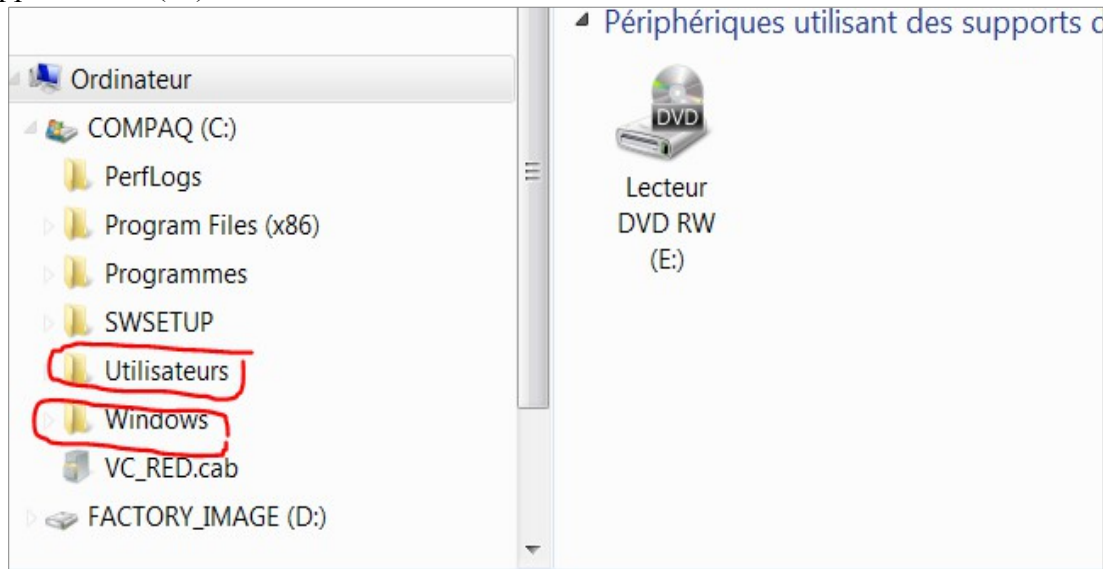 Ordinateur
COMPAQ (C:)
PerfLogs
Program Files (x86)
Programmes
SWSETUP
Utilisateurs
Windows
VC_RED.cab
FACTORY_IMAGE (D:)
Périphériques utilisant des supports
DVD
Lecteur
DVD RW
(E:)